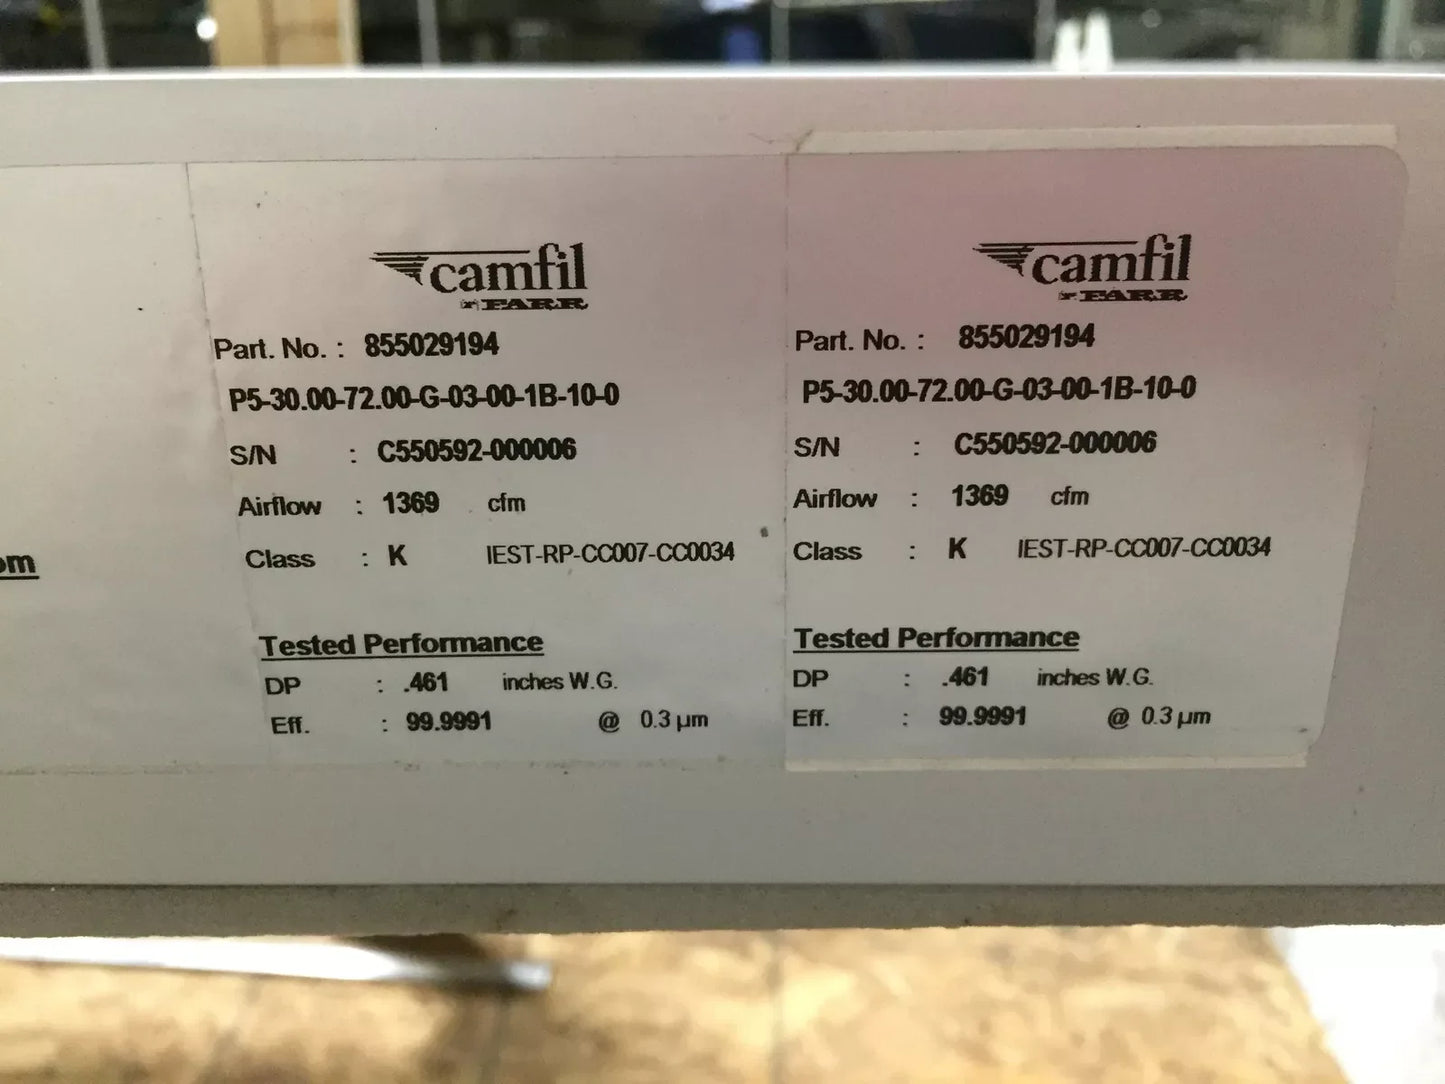 om
camfil
FARR
Part. No. : 855029194
P5-30.00-72.00-G-03-00-1B-10-0
S/N : C550592-000006
Airflow : 1369 cfm
Class : K IEST-RP-CC007-CC0034
Tested Performance
DP : .461 inches W.G.
Eff. : 99.9991 @ 0.3 µm
camfil
FARR
Part. No. : 855029194
P5-30.00-72.00-G-03-00-1B-10-0
S/N : C550592-000006
Airflow : 1369 cfm
Class : K IEST-RP-CC007-CC0034
Tested Performance
DP : .461 inches W.G.
Eff. : 99.9991 @ 0.3 µm